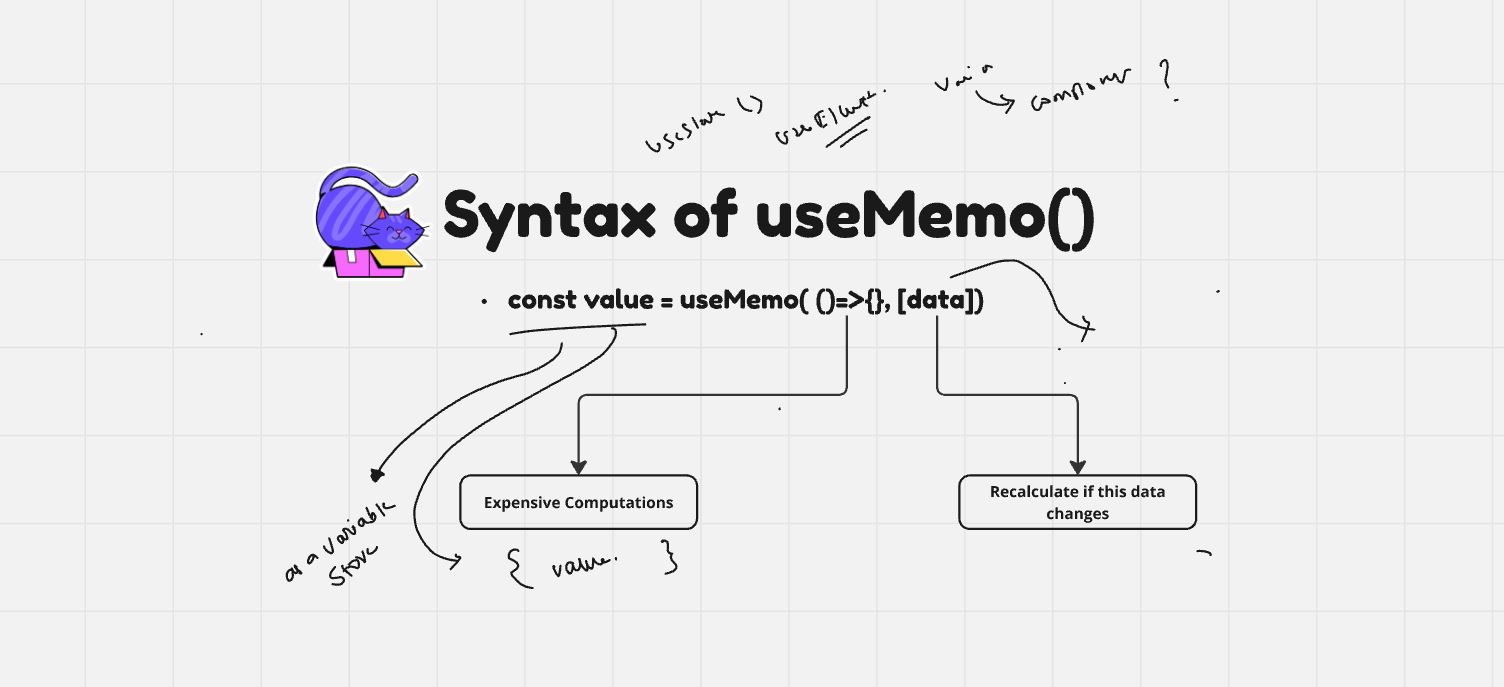 useState ()
useEffect.
?
Syntax of useMemo()
• const value = useMemo( ()=>{}, [data])
Expensive Computations
Recalculate if this data
changes
as a variable
store
{ value. }